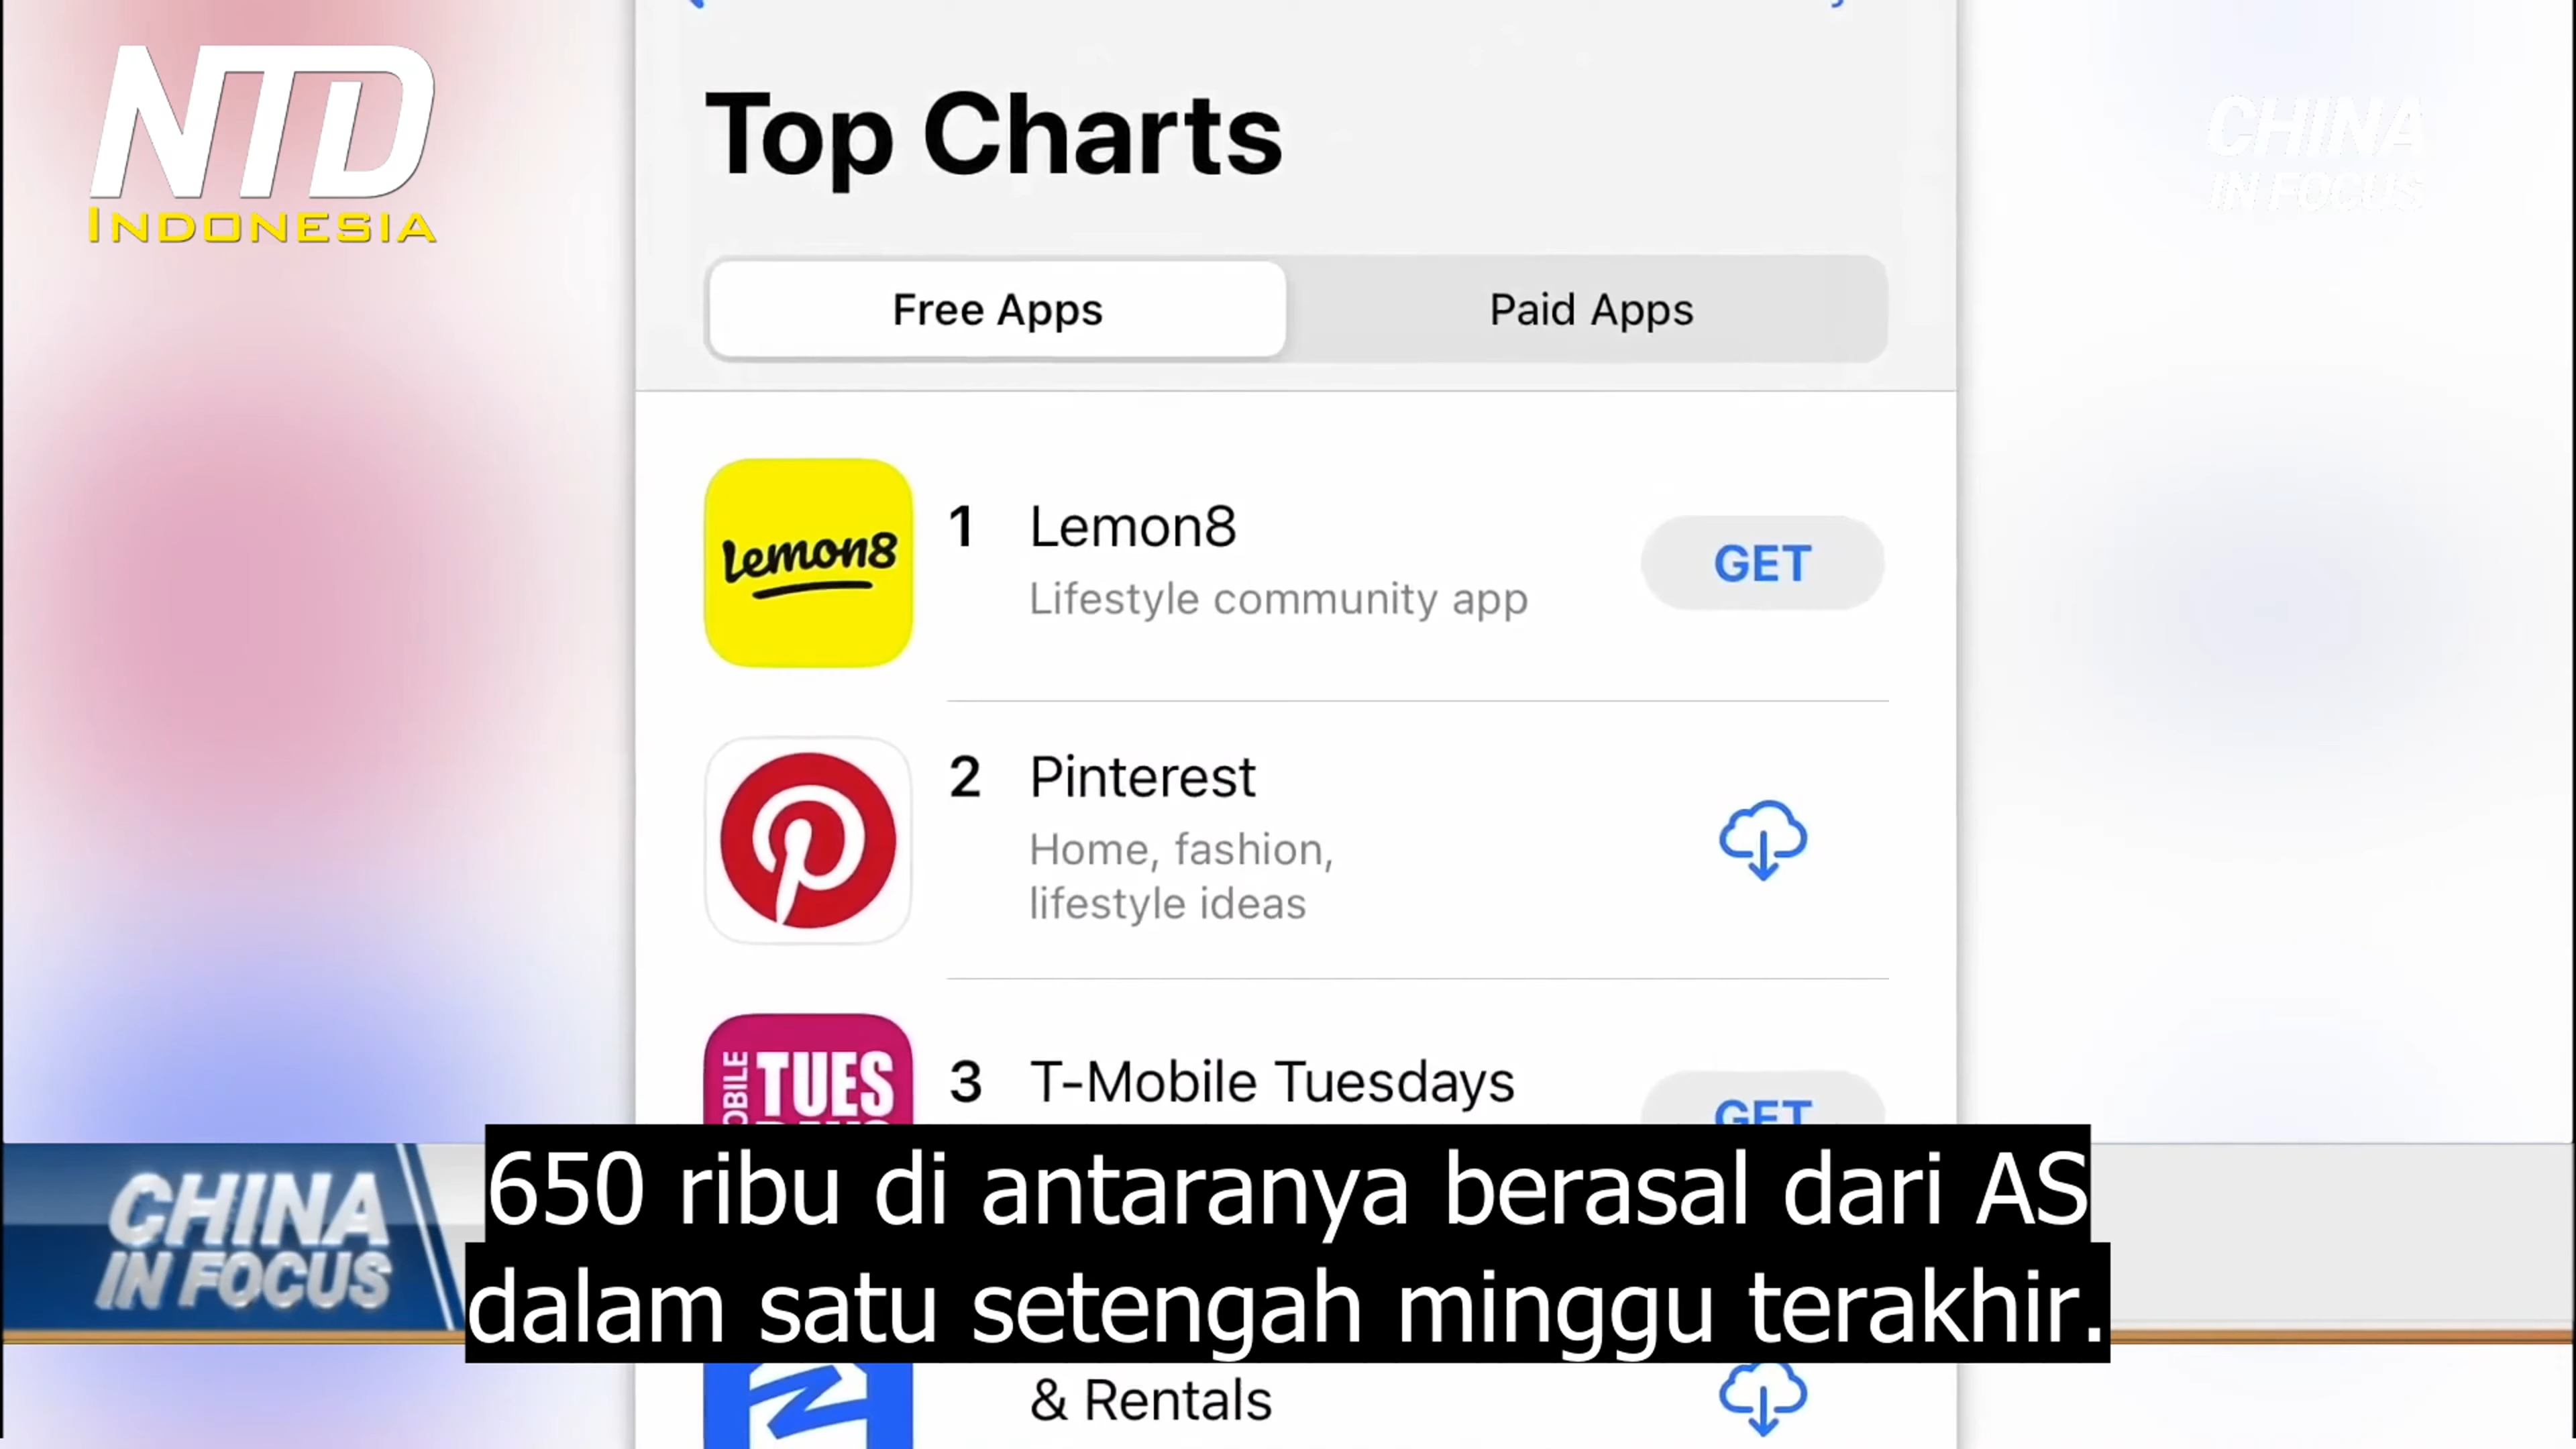 NTD
INDONESIA
CHINA
IN FOCUS
Top Charts
Free Apps
Paid Apps
Lemon8
1 Lemon8
Lifestyle community app
GET
2 Pinterest
Home, fashion,
lifestyle ideas
TUES
3 T-Mobile Tuesdays
GET
CHINA
IN FOCUS
650 ribu di antaranya berasal dari AS
dalam satu setengah minggu terakhir.
& Rentals